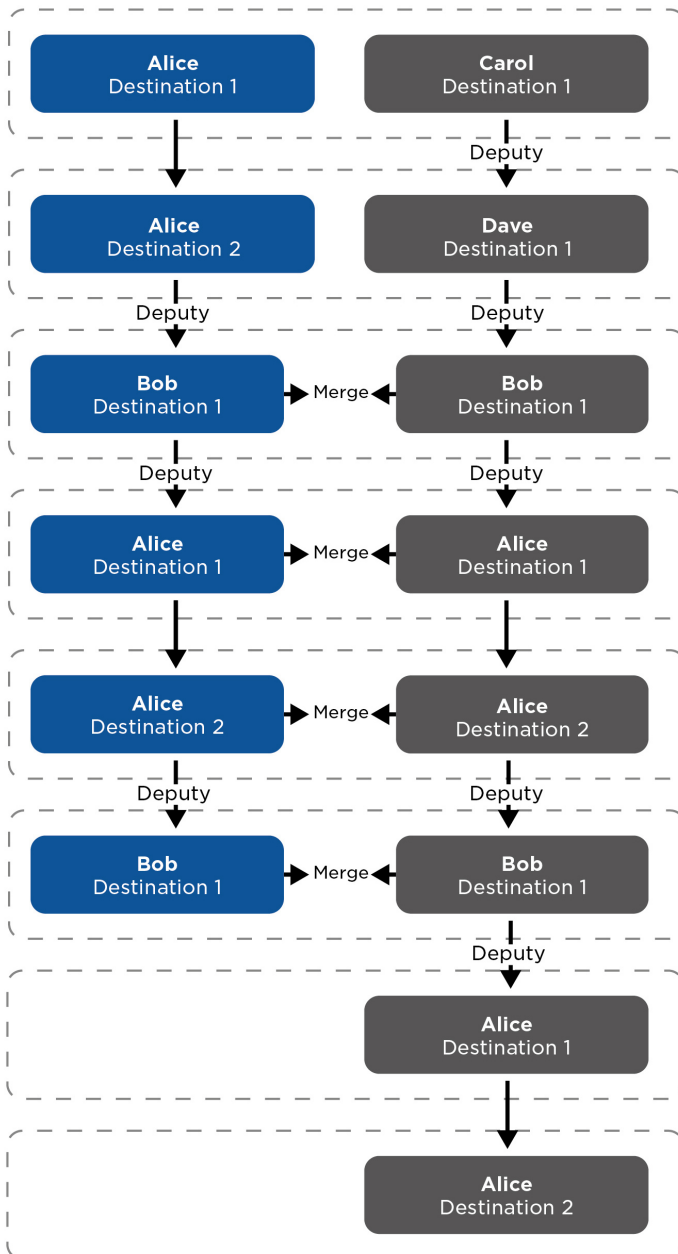 Alice
Destination 1
Carol
Destination 1
Deputy
Alice
Destination 2
Dave
Destination 1
Deputy
Deputy
Bob
Destination 1
Merge
Bob
Destination 1
Deputy
Deputy
Alice
Destination 1
Merge
Alice
Destination 1
Alice
Destination 2
Merge
Alice
Destination 2
Deputy
Deputy
Bob
Destination 1
Merge
Bob
Destination 1
Deputy
Alice
Destination 1
Alice
Destination 2